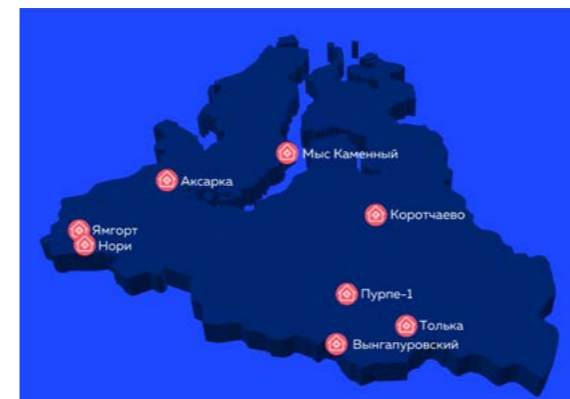 Мыс Каменный
Аксарка
Коротчаево
Ямгорт
Нори
Пурпе-1
Толька
Вынгапуровский